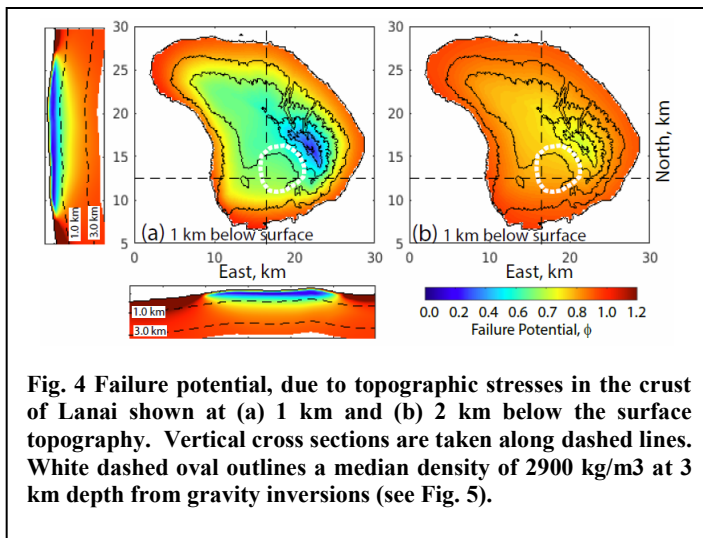 30
25
20
15
10
5
1.0 km
3.0 km
(a) 1 km below surface
0 10 20 30
East, km
30
25
20
15
10
5
(b) 1 km below surface
0 10 20 30
East, km
North, km
1.0 km
3.0 km
0.0 0.2 0.4 0.6 0.8 1.0 1.2
Failure Potential, ϕ
Fig. 4 Failure potential, due to topographic stresses in the crust
of Lanai shown at (a) 1 km and (b) 2 km below the surface
topography. Vertical cross sections are taken along dashed lines.
White dashed oval outlines a median density of 2900 kg/m3 at 3
km depth from gravity inversions (see Fig. 5).